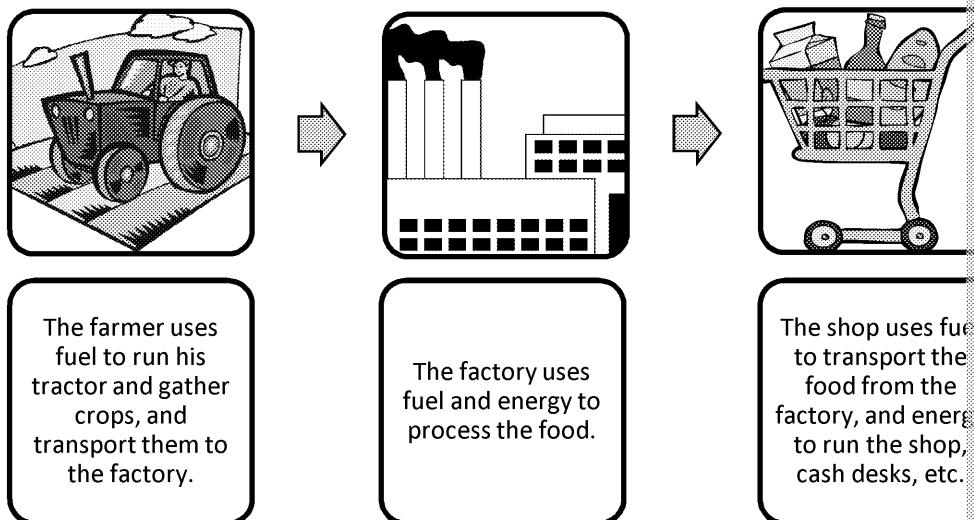 The farmer uses
fuel to run his
tractor and gather
crops, and
transport them to
the factory.
The factory uses
fuel and energy to
process the food.
The shop uses fue
to transport the
food from the
factory, and energ
to run the shop,
cash desks, etc.